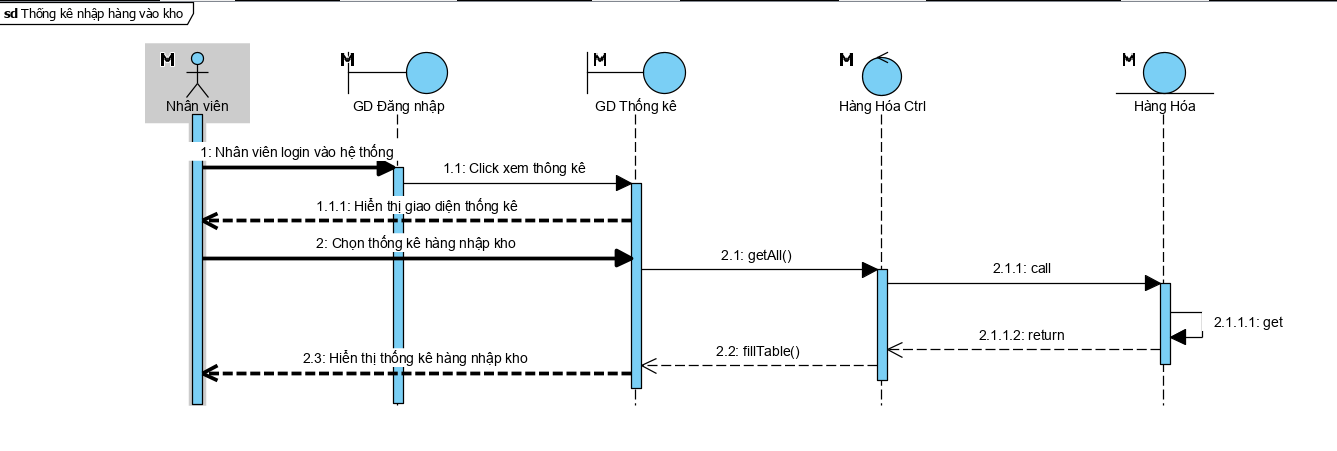 sd Thống kê nhập hàng vào kho
M
M
M
M
M
Nhân viên
GD Đăng nhập
GD Thống kê
Hàng Hóa Ctrl
Hàng Hóa
1: Nhân viên login vào hệ thống
1.1: Click xem thông kê
1.1.1: Hiển thị giao diện thống kê
2: Chọn thống kê hàng nhập kho
2.1: getAll()
2.1.1: call
2.1.1.1: get
2.1.1.2: return
2.2: fillTable()
2.3: Hiển thị thống kê hàng nhập kho